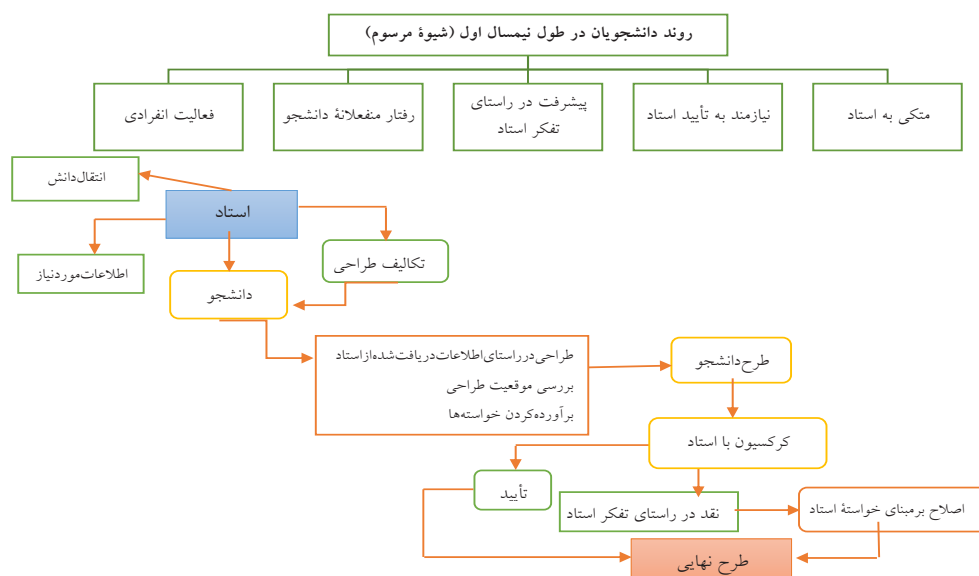 روند دانشجویان در طول نیمسال اول (شیوهٔ مرسوم)
متکی به استاد
نیازمند به تأیید استاد
پیشرفت در راستای
تفکر استاد
رفتار منفعلانهٔ دانشجو
فعالیت انفرادی
انتقال‌دانش
استاد
اطلاعات‌موردنیاز
تکالیف طراحی
دانشجو
طراحی‌درراستای‌اطلاعات‌دریافت‌شده‌ازاستاد
بررسی موقعیت طراحی
برآورده‌کردن خواسته‌ها
طرح‌دانشجو
کرکسیون با استاد
تأیید
نقد در راستای تفکر استاد
اصلاح برمبنای خواستهٔ استاد
طرح نهایی